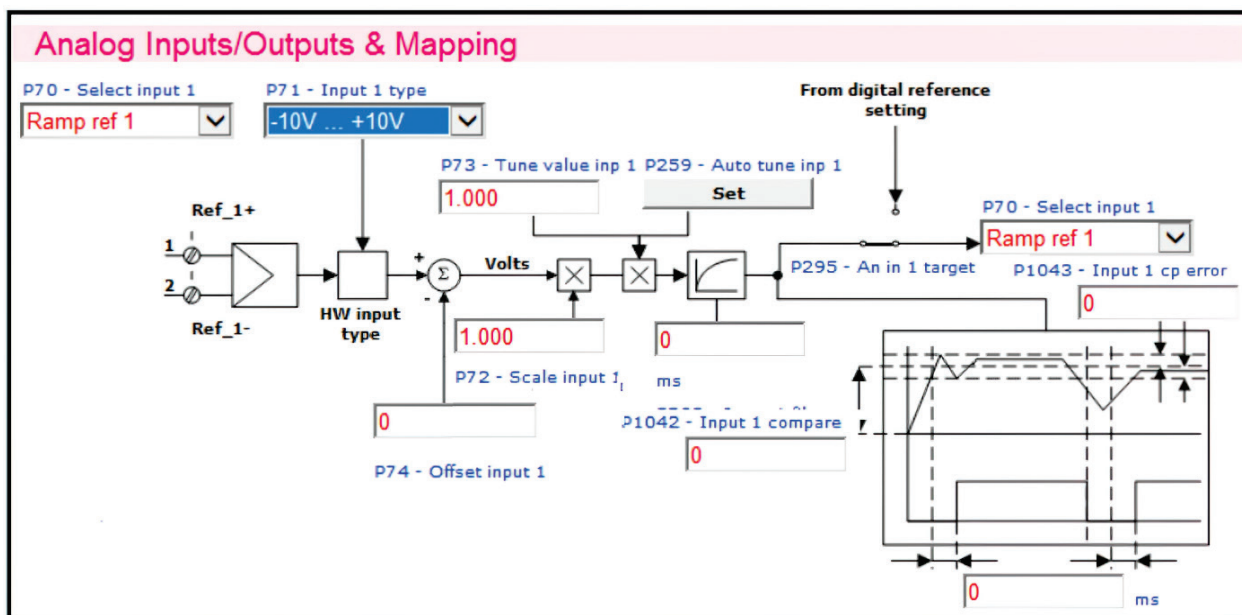 Analog Inputs/Outputs & Mapping
P70 - Select input 1
Ramp ref 1
P71 - Input 1 type
-10V ... +10V
From digital reference
setting
P73 - Tune value inp 1
1.000
P259 - Auto tune inp 1
Set
P70 - Select input 1
Ramp ref 1
Ref_1+
1
2
Ref_1-
HW input
type
+
Σ
-
Volts
×
×
P295 - An in 1 target
P1043 - Input 1 cp error
0
1.000
P72 - Scale input 1
0
ms
0
P74 - Offset input 1
P1042 - Input 1 compare
0
0
ms